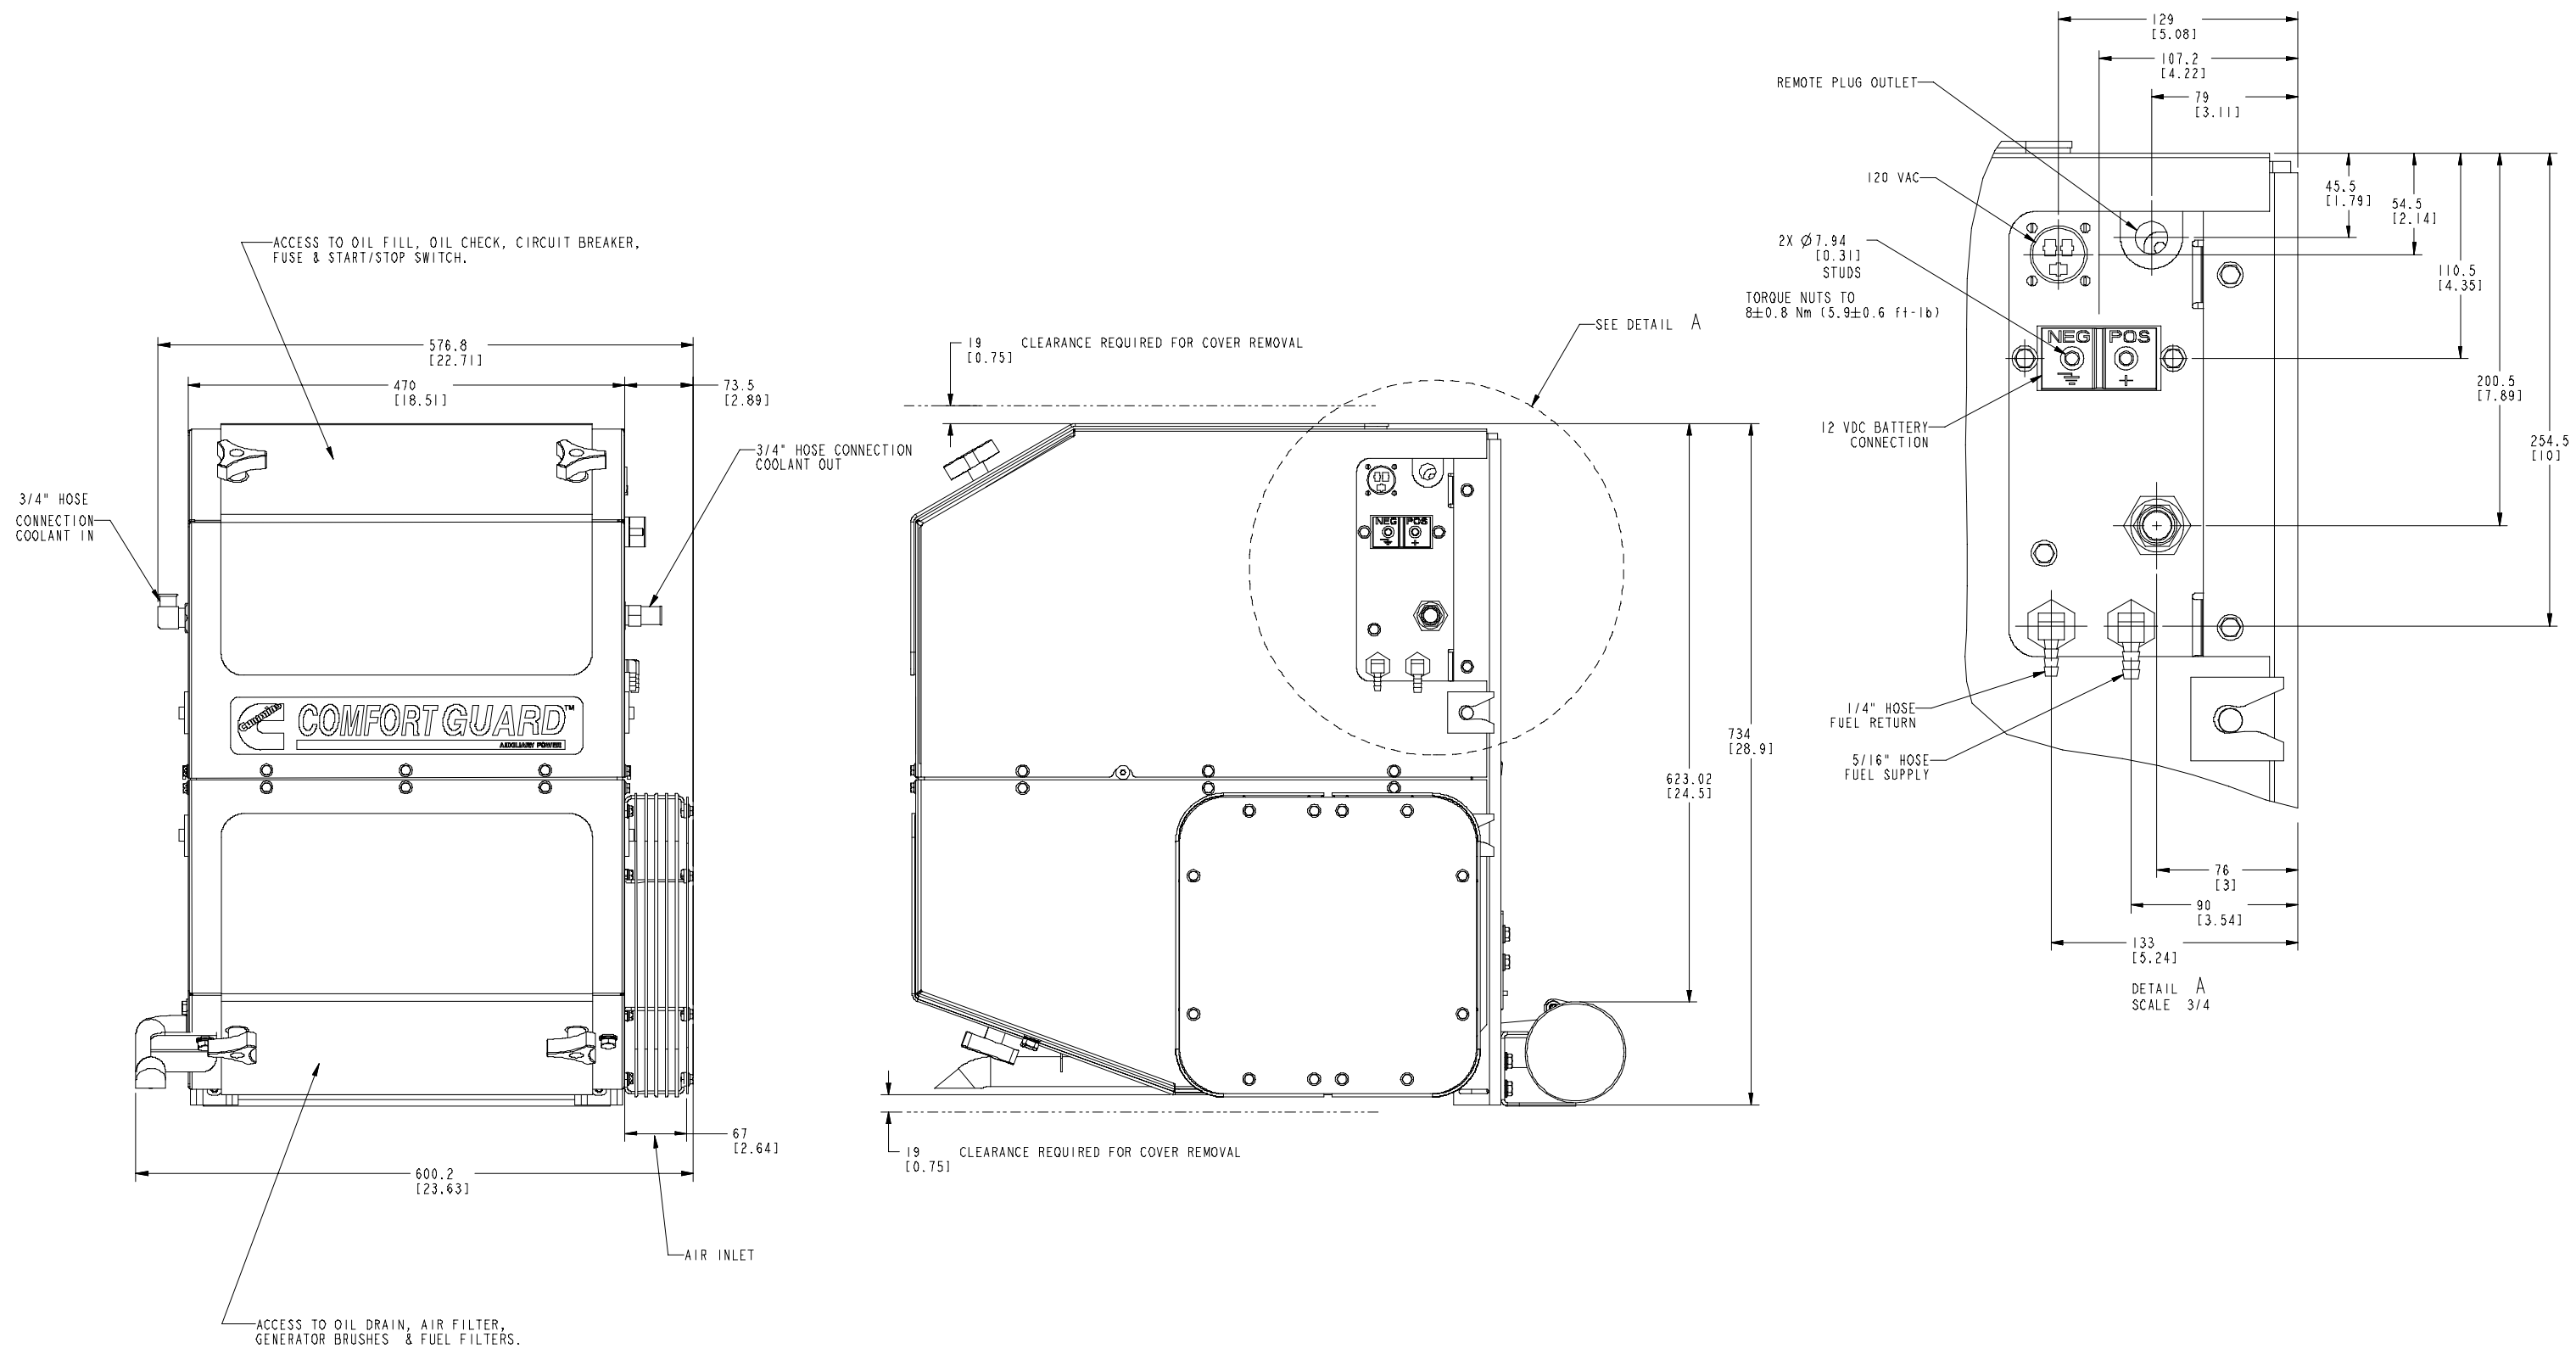 ACCESS TO OIL FILL, OIL CHECK, CIRCUIT BREAKER,
FUSE & START/STOP SWITCH.
576.8
[22.71]
470
[18.51]
73.5
[2.89]
3/4" HOSE CONNECTION
COOLANT OUT
3/4" HOSE
CONNECTION
COOLANT IN
Cummins
COMFORT GUARD™
AUXILIARY POWER
67
[2.64]
600.2
[23.63]
AIR INLET
ACCESS TO OIL DRAIN, AIR FILTER,
GENERATOR BRUSHES & FUEL FILTERS.
19 CLEARANCE REQUIRED FOR COVER REMOVAL
[0.75]
SEE DETAIL A
NEG POS
+
734
[28.9]
623.02
[24.5]
19 CLEARANCE REQUIRED FOR COVER REMOVAL
[0.75]
129
[5.08]
107.2
[4.22]
79
[3.11]
REMOTE PLUG OUTLET
120 VAC
45.5
[1.79]
54.5
[2.14]
2X Ø7.94
[0.31]
STUDS
TORQUE NUTS TO
8±0.8 Nm (5.9±0.6 ft-lb)
110.5
[4.35]
NEG POS
+
200.5
[7.89]
12 VDC BATTERY
CONNECTION
254.5
[10]
1/4" HOSE
FUEL RETURN
5/16" HOSE
FUEL SUPPLY
76
[3]
90
[3.54]
133
[5.24]
DETAIL A
SCALE 3/4